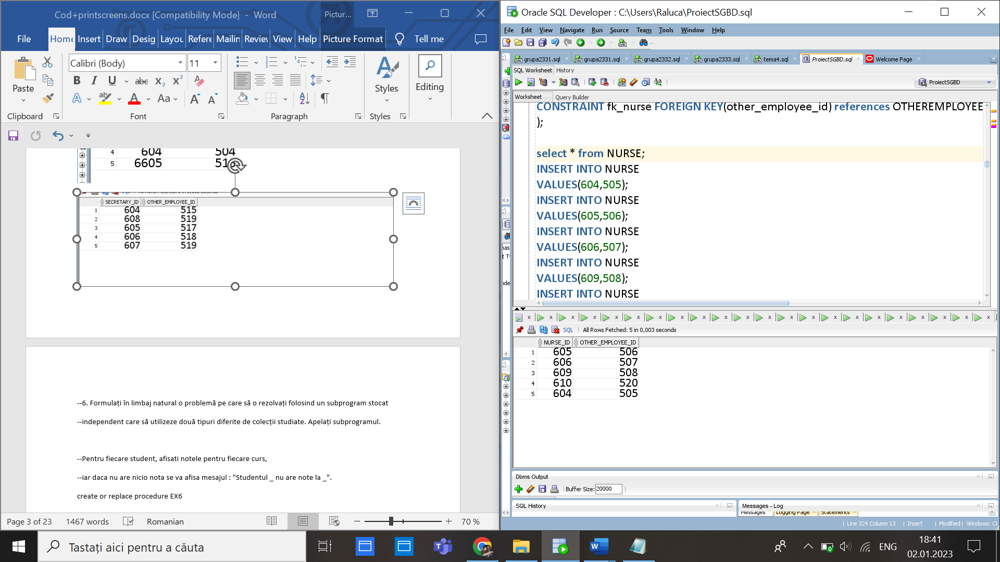 Cod+printscreens.docx [Compatibility Mode] - Word
Pictur...
File Home Insert Draw Desig Layou Refere Mailin Review View Help Picture Format Tell me
Calibri (Body) 11
Paste
Styles
Editing
Clipboard Font Paragraph Styles
4 604 504
5 6605 516
SECRETARY_ID OTHER_EMPLOYEE_ID
1 604 515
2 608 519
3 605 517
4 606 518
5 607 519
--6. Formulați în limbaj natural o problemă pe care să o rezolvați folosind un subprogram stocat
--independent care să utilizeze două tipuri diferite de colecții studiate. Apelați subprogramul.
--Pentru fiecare student, afisati notele pentru fiecare curs,
--iar daca nu are nicio nota se va afisa mesajul : "Studentul _ nu are note la _".
create or replace procedure EX6
Page 3 of 23 1467 words Romanian 70 %
Oracle SQL Developer : C:\Users\Raluca\ProiectSGBD.sql
File Edit View Navigate Run Source Team Tools Window Help
grupa2331.sql grupa2331.sql grupa2332.sql grupa2333.sql tema4.sql ProiectSGBD.sql Welcome Page
SQL Worksheet History
ProiectSGBD
Worksheet Query Builder
CONSTRAINT fk_nurse FOREIGN KEY(other_employee_id) references OTHEREMPLOYEE
);
select * from NURSE;
INSERT INTO NURSE
VALUES(604,505);
INSERT INTO NURSE
VALUES(605,506);
INSERT INTO NURSE
VALUES(606,507);
INSERT INTO NURSE
VALUES(609,508);
INSERT INTO NURSE
SQL All Rows Fetched: 5 in 0,003 seconds
NURSE_ID OTHER_EMPLOYEE_ID
1 605 506
2 606 507
3 609 508
4 610 520
5 604 505
Dbms Output
Buffer Size: 20000
SQL History
Messages - Log
Messages Logging Page Statements
Line 324 Column 13 Insert Modified Windows: C
Tastați aici pentru a căuta
ENG
18:41
02.01.2023